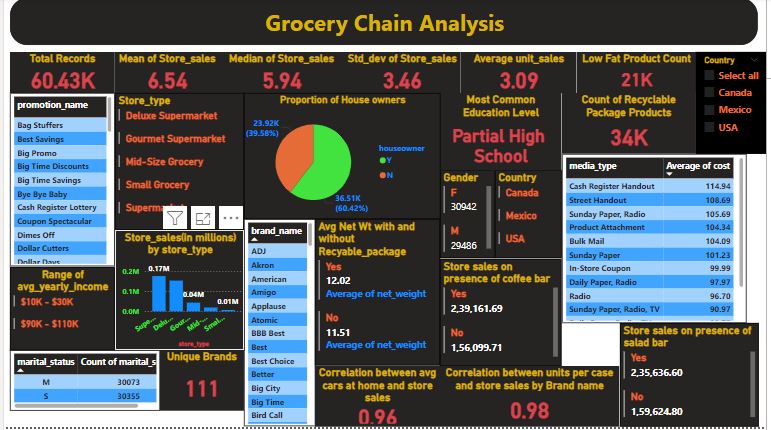 Grocery Chain Analysis
Total Records
60.43K
Mean of Store_sales
6.54
Median of Store_sales
5.94
Std_dev of Store_sales
3.46
Average unit_sales
3.09
Low Fat Product Count
21K
Country
Select all
Canada
Mexico
USA
promotion_name
Bag Stuffers
Best Savings
Big Promo
Big Time Discounts
Big Time Savings
Bye Bye Baby
Cash Register Lottery
Coupon Spectacular
Dimes Off
Dollar Cutters
Dollar Days
Store_type
Deluxe Supermarket
Gourmet Supermarket
Mid-Size Grocery
Small Grocery
Proportion of House owners
23.92K
(39.58%)
36.51K
(60.42%)
houseowner
Y
N
Most Common
Education Level
Partial High
School
Count of Recyclable
Package Products
34K
Gender
F
30942
M
29486
Country
Canada
Mexico
USA
media_type Average of cost
Cash Register Handout 114.94
Street Handout 108.69
Sunday Paper, Radio 105.69
Product Attachment 104.34
Bulk Mail 104.09
Sunday Paper 101.23
In-Store Coupon 99.99
Daily Paper, Radio 97.97
Radio 96.70
Sunday Paper, Radio, TV 90.97
Store_sales(in millions)
by store_type
0.2M
0.1M
0.0M
0.17M
0.04M
0.01M
Supe...
Delu...
Gour...
Mid-...
Smal...
store_type
brand_name
ADJ
Akron
American
Amigo
Applause
Atomic
BBB Best
Best
Best Choice
Better
Big City
Big Time
Bird Call
Avg Net Wt with and
without
Recyable_package
Yes
12.02
Average of net_weight
No
11.51
Average of net_weight
Store sales on
presence of coffee bar
Yes
2,39,161.69
No
1,56,099.71
Range of
avg_yearly_income
$10K - $30K
$90K - $110K
marital_status Count of marital_s
M 30073
S 30355
Unique Brands
111
Correlation between avg
cars at home and store
sales
0.96
Correlation between units per case
and store sales by Brand name
0.98
Store sales on presence of
salad bar
Yes
2,35,636.60
No
1,59,624.80